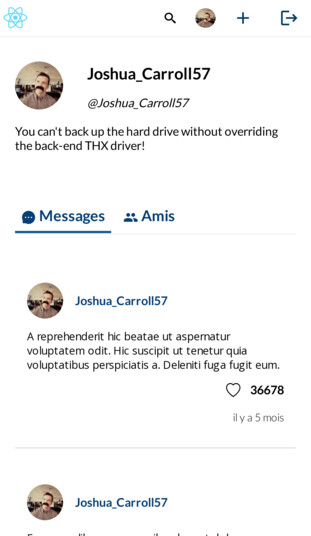 Joshua_Carroll57
@Joshua_Carroll57
You can't back up the hard drive without overriding
the back-end THX driver!
Messages
Amis
Joshua_Carroll57
A reprehenderit hic beatae ut aspernatur
voluptatem odit. Hic suscipit ut tenetur quia
voluptatibus perspiciatis a. Deleniti fuga fugit eum.
36678
il y a 5 mois
Joshua_Carroll57